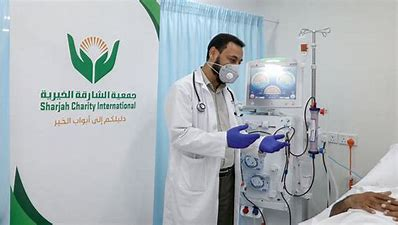 جمعية الشارقة الخيرية
Sharjah Charity International
دليلكم إلى أبواب الخير